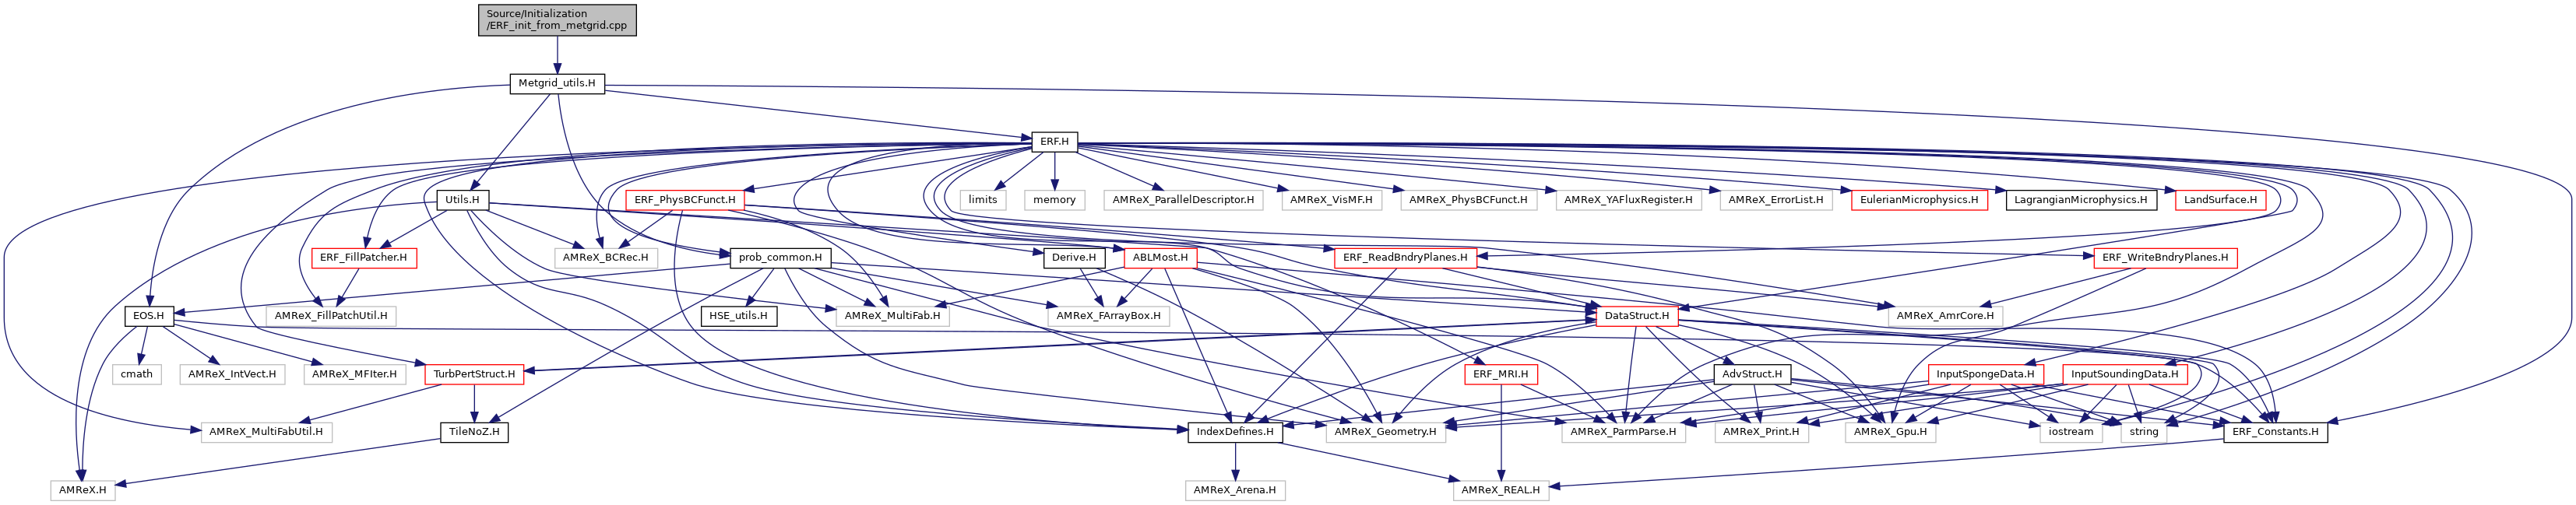 Source/Initialization
/ERF_init_from_metgrid.cpp
Metgrid_utils.H
ERF.H
Utils.H
ERF_PhysBCFunct.H
limits
memory
AMReX_ParallelDescriptor.H
AMReX_VisMF.H
AMReX_PhysBCFunct.H
AMReX_YAFluxRegister.H
AMReX_ErrorList.H
EulerianMicrophysics.H
LagrangianMicrophysics.H
LandSurface.H
ERF_FillPatcher.H
AMReX_BCRec.H
prob_common.H
Derive.H
ABLMost.H
ERF_ReadBndryPlanes.H
ERF_WriteBndryPlanes.H
EOS.H
AMReX_FillPatchUtil.H
HSE_utils.H
AMReX_MultiFab.H
AMReX_FArrayBox.H
DataStruct.H
AMReX_AmrCore.H
cmath
AMReX_IntVect.H
AMReX_MFIter.H
TurbPertStruct.H
ERF_MRI.H
AdvStruct.H
InputSpongeData.H
InputSoundingData.H
AMReX_MultiFabUtil.H
TileNoZ.H
IndexDefines.H
AMReX_Geometry.H
AMReX_ParmParse.H
AMReX_Print.H
AMReX_Gpu.H
iostream
string
ERF_Constants.H
AMReX.H
AMReX_Arena.H
AMReX_REAL.H